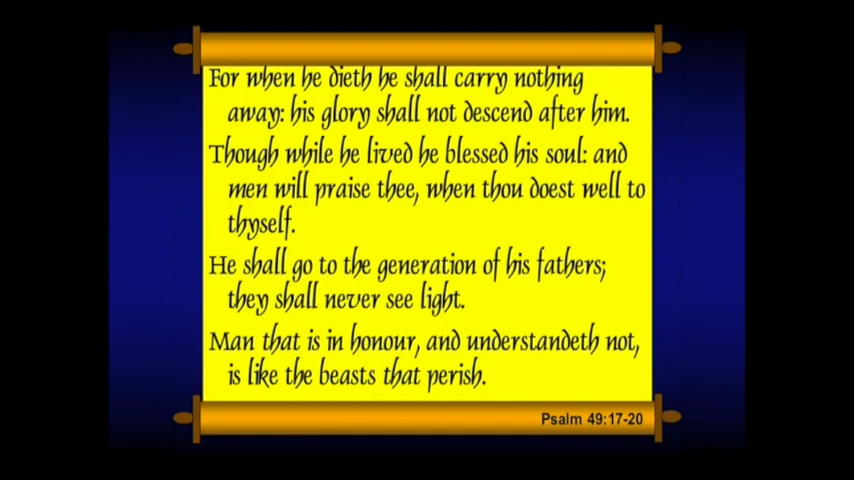 For when he dieth he shall carry nothing
away: his glory shall not descend after him.
Though while he lived he blessed his soul: and
men will praise thee, when thou doest well to
thyself.
He shall go to the generation of his fathers;
they shall never see light.
Man that is in honour, and understandeth not,
is like the beasts that perish.
Psalm 49:17-20